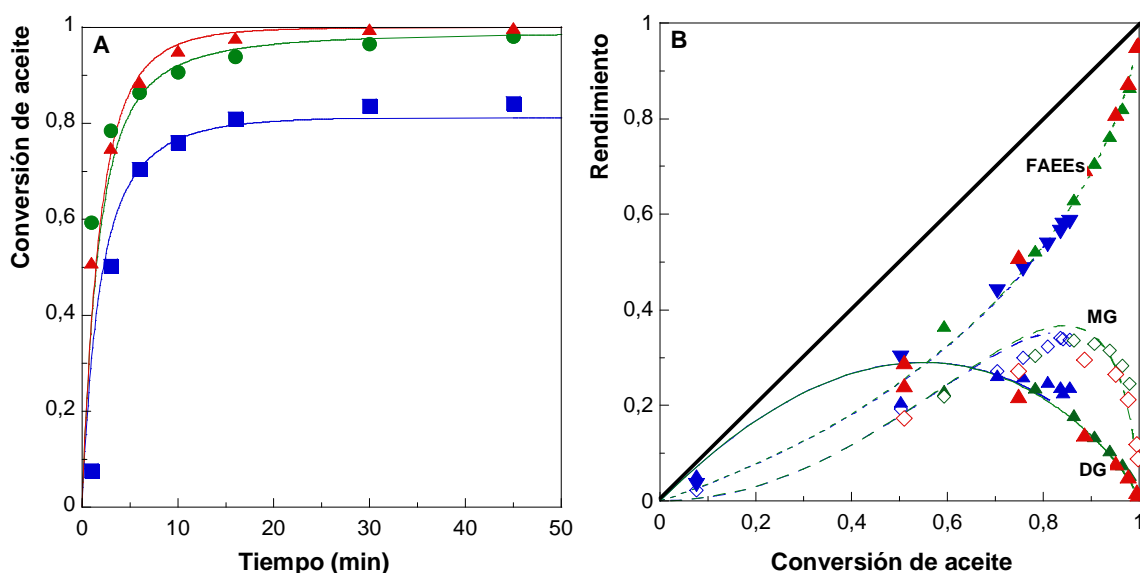 A
Conversión de aceite
1
0,8
0,6
0,4
0,2
0
0 10 20 30 40 50
Tiempo (min)
B
Rendimiento
1
0,8
0,6
0,4
0,2
0
FAEEs
MG
DG
0 0,2 0,4 0,6 0,8 1
Conversión de aceite